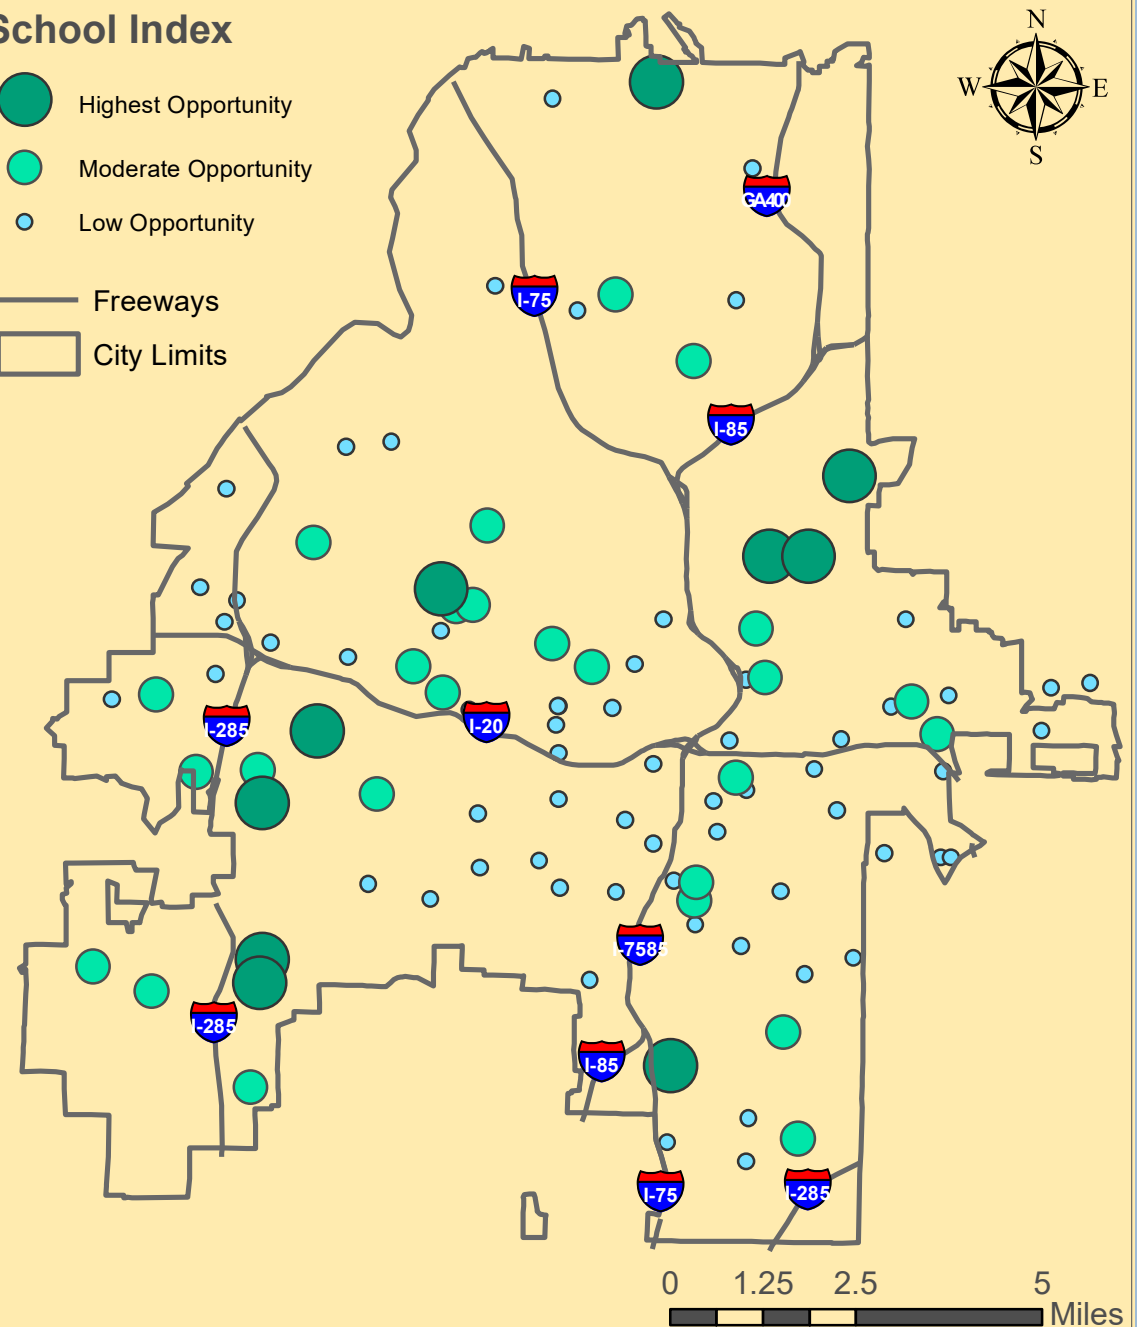 School Index
Highest Opportunity
Moderate Opportunity
Low Opportunity
Freeways
City Limits
N
W E
S
GA400
I-75
I-85
I-20
I-285
I-7585
I-285
I-85
I-75
I-285
0 1.25 2.5 5
Miles